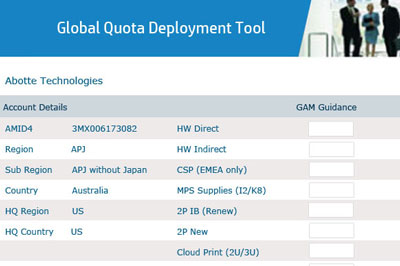 Global Quota Deployment Tool
Abotte Technologies
Account Details GAM Guidance
AMID4 3MX006173082 HW Direct
Region APJ HW Indirect
Sub Region APJ without Japan CSP (EMEA only)
Country Australia MPS Supplies (I2/K8)
HQ Region US 2P IB (Renew)
HQ Country US 2P New
Cloud Print (2U/3U)